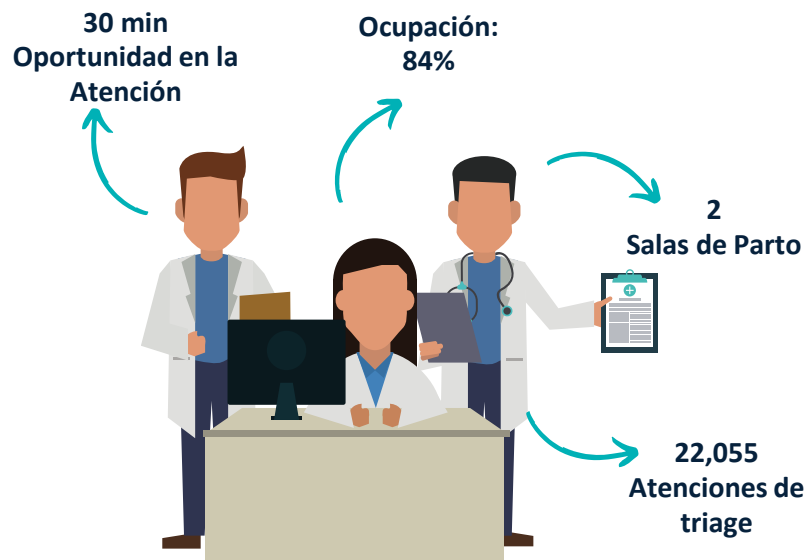 30 min
Oportunidad en la
Atención
Ocupación:
84%
2
Salas de Parto
22,055
Atenciones de
triage